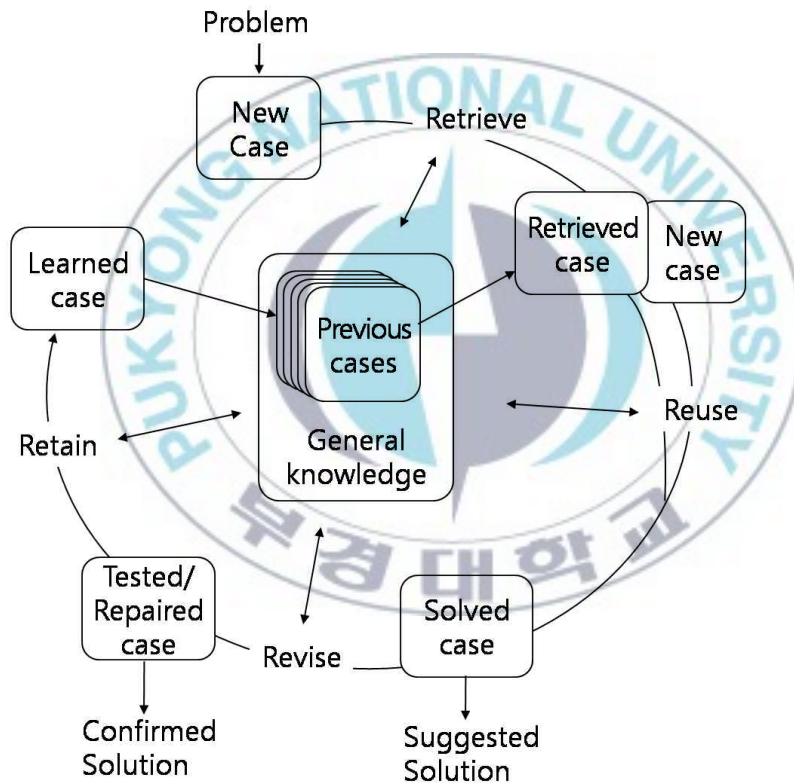 Problem
New
Case
Retrieve
Retrieved
case
New
case
Learned
case
Previous
cases
General
knowledge
Reuse
Retain
Tested/
Repaired
case
Revise
Solved
case
Confirmed
Solution
Suggested
Solution
PUKYONG NATIONAL UNIVERSITY
부경대학교